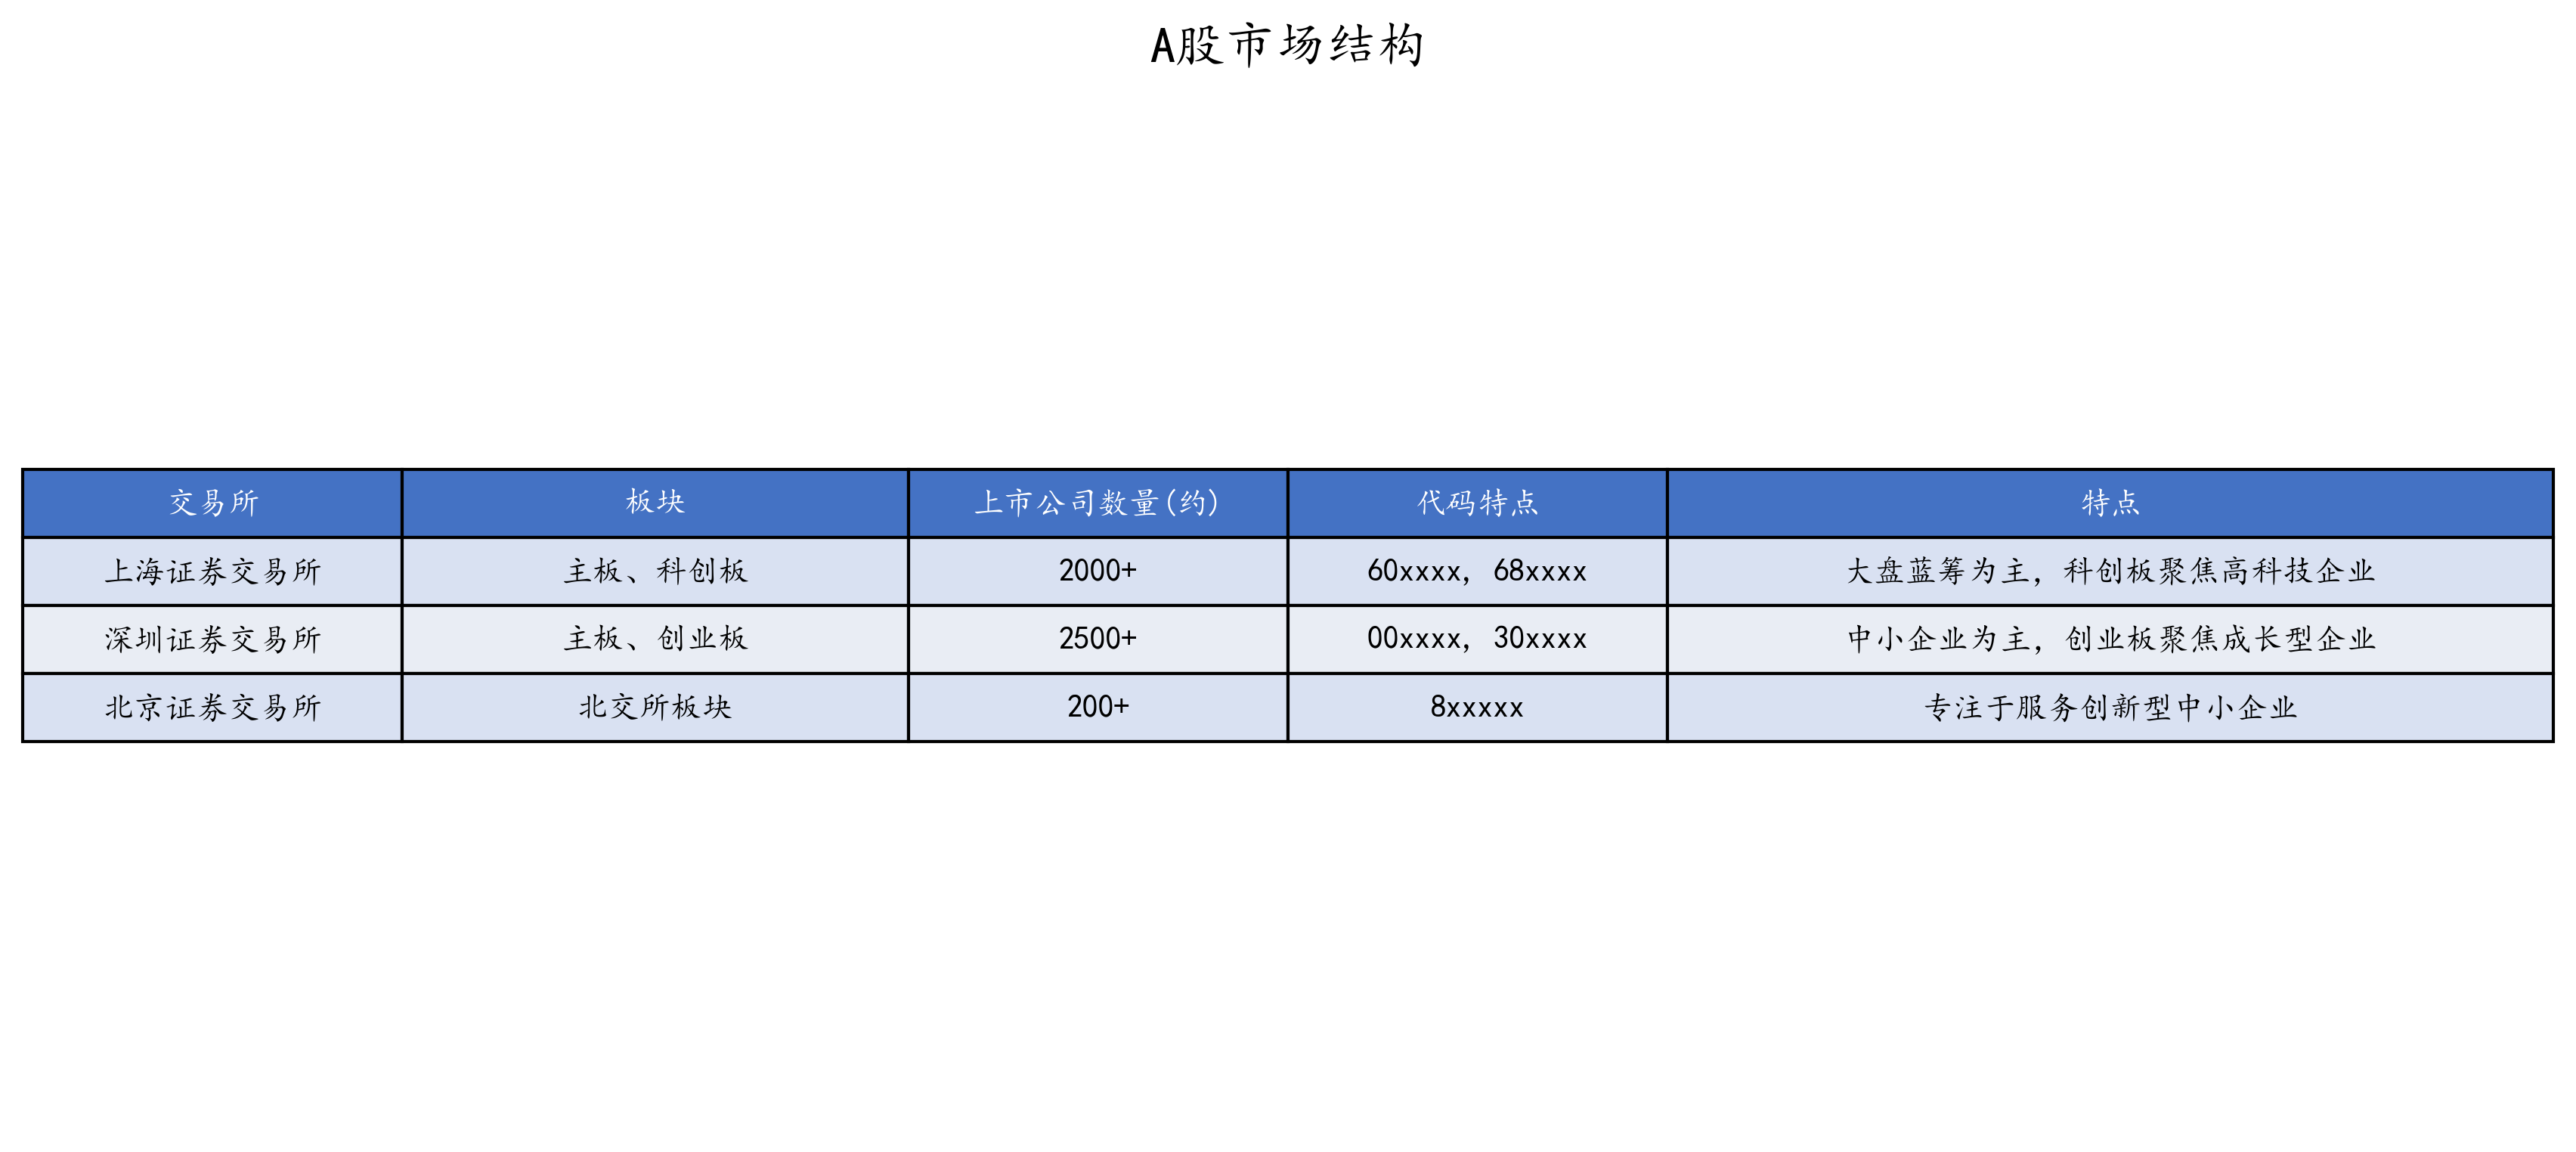 A股市场结构
交易所 板块 上市公司数量(约) 代码特点 特点
上海证券交易所 主板、科创板 2000+ 60xxxx, 68xxxx 大盘蓝筹为主，科创板聚焦高科技企业
深圳证券交易所 主板、创业板 2500+ 00xxxx, 30xxxx 中小企业为主，创业板聚焦成长型企业
北京证券交易所 北交所板块 200+ 8xxxxx 专注于服务创新型中小企业